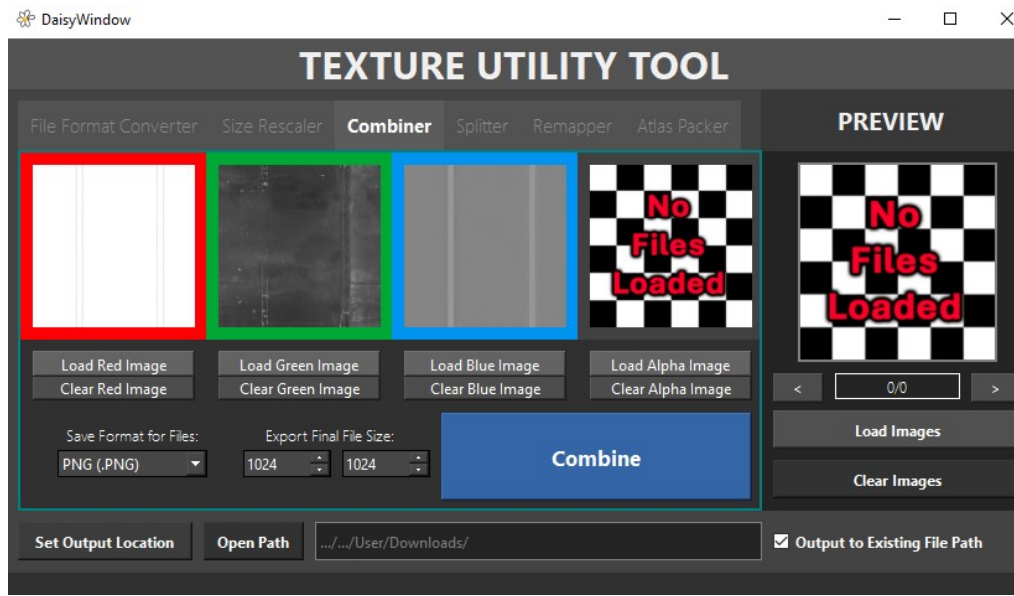 DaisyWindow
TEXTURE UTILITY TOOL
File Format Converter Size Rescaler Combiner Splitter Remapper Atlas Packer
PREVIEW
No
Files
Loaded
No
Files
Loaded
Load Red Image Load Green Image Load Blue Image Load Alpha Image
Clear Red Image Clear Green Image Clear Blue Image Clear Alpha Image
< 0/0 >
Load Images
Save Format for Files: Export Final File Size:
PNG (.PNG) 1024 1024
Combine
Clear Images
Set Output Location Open Path .../.../User/Downloads/
Output to Existing File Path